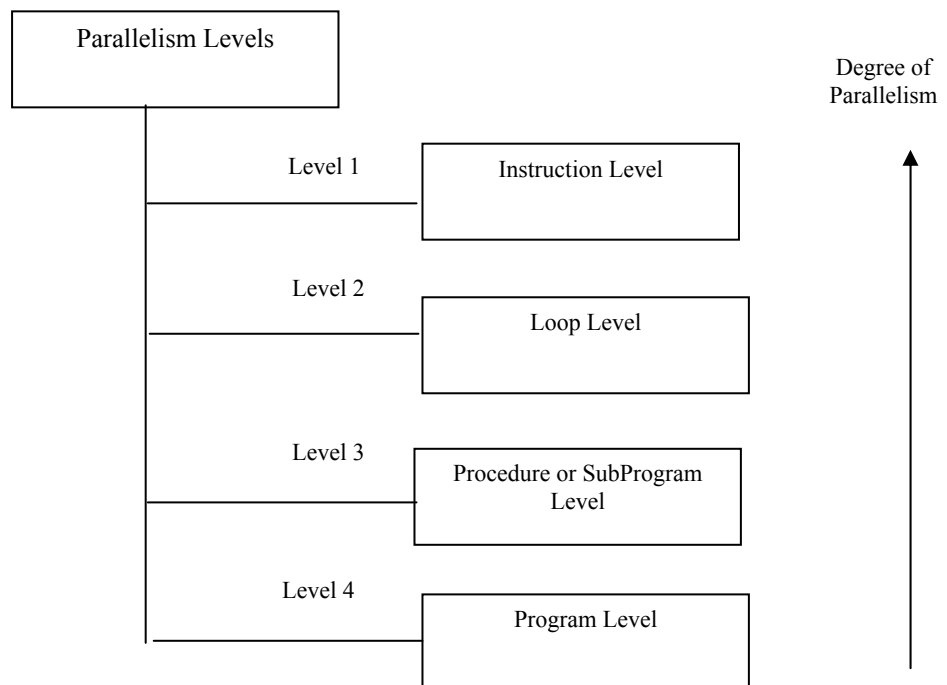 Parallelism Levels
Degree of
Parallelism
Level 1
Instruction Level
Level 2
Loop Level
Level 3
Procedure or SubProgram
Level
Level 4
Program Level